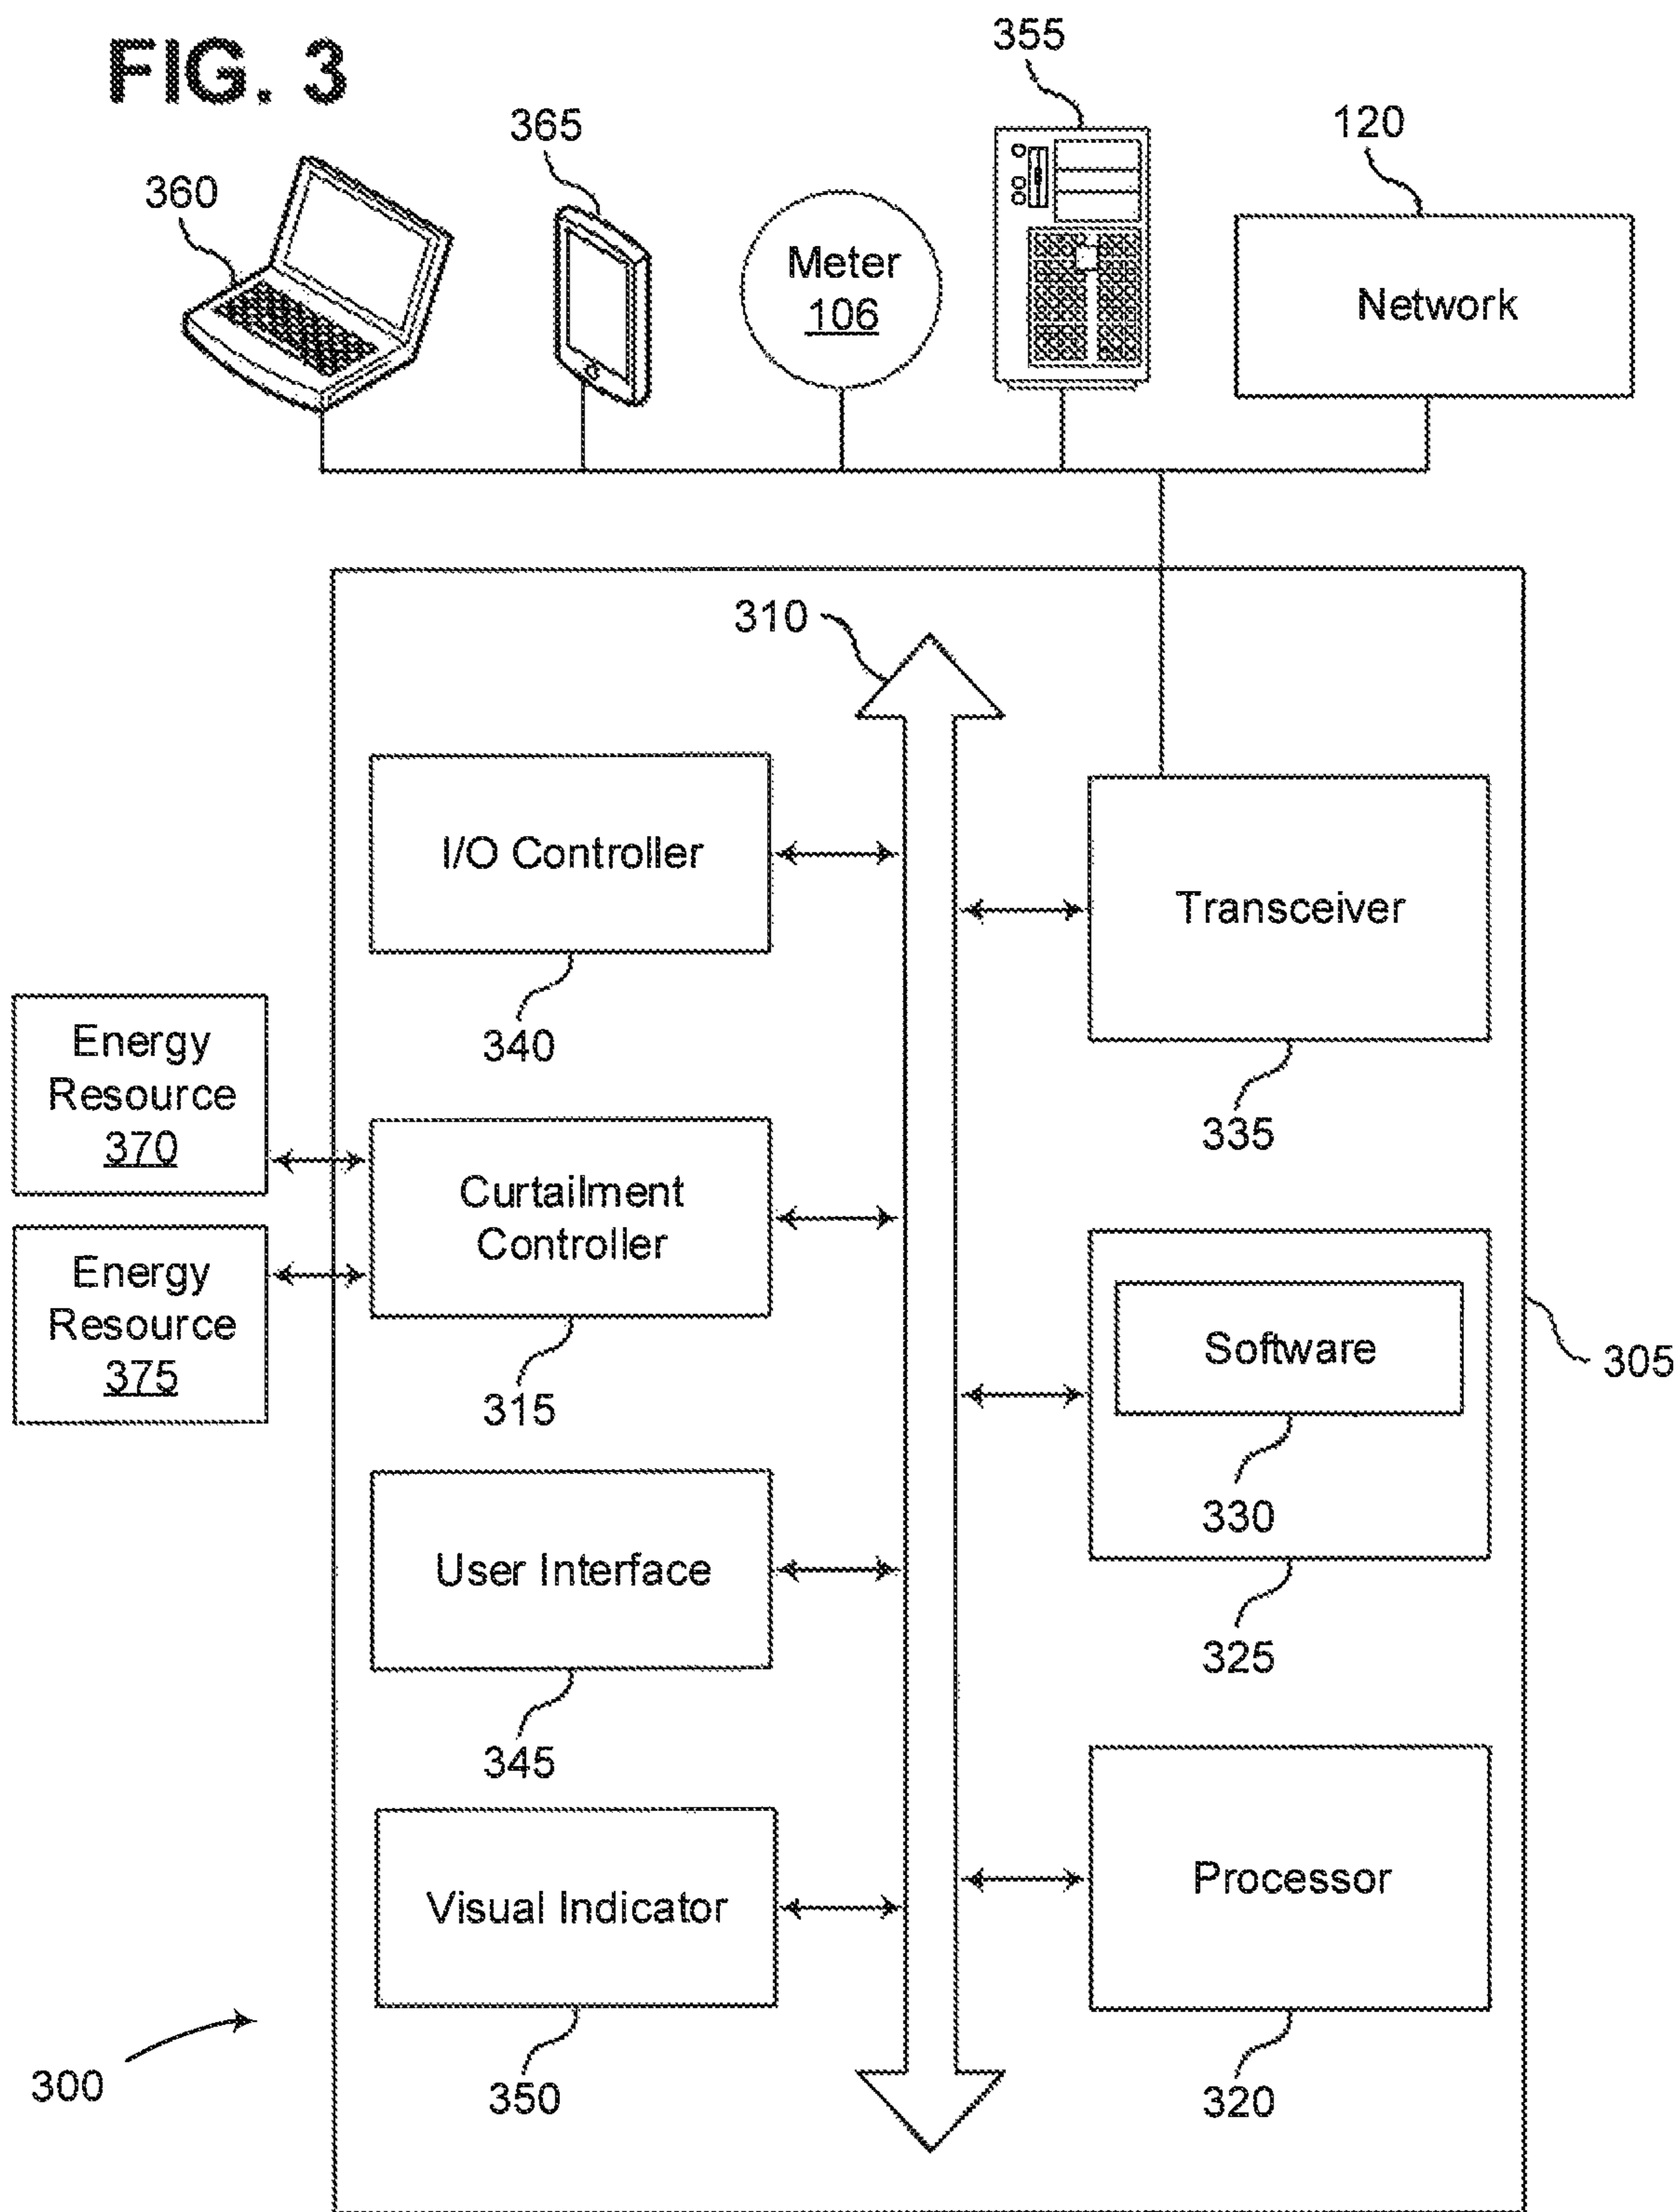 FIG. 3
355
365
120
360
Meter
106
Network
310
I/O Controller
Transceiver
340
335
Energy
Resource
370
Curtailment
Controller
Energy
Resource
375
315
Software
330
305
325
User Interface
345
Visual Indicator
Processor
350
320
300